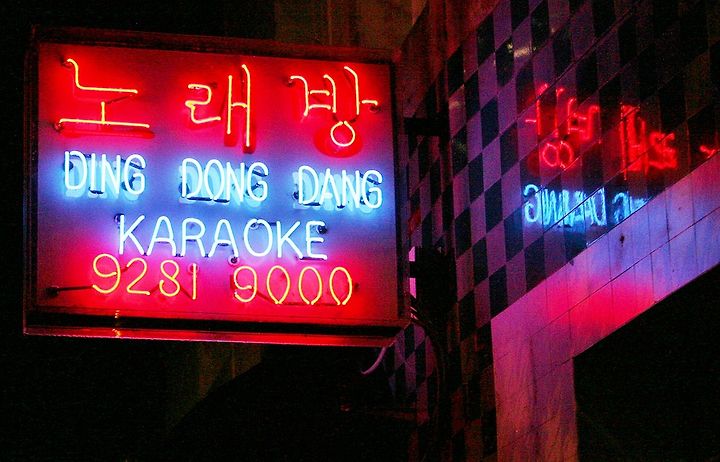 노래방
DING DONG DANG
KARAOKE
9281 9000